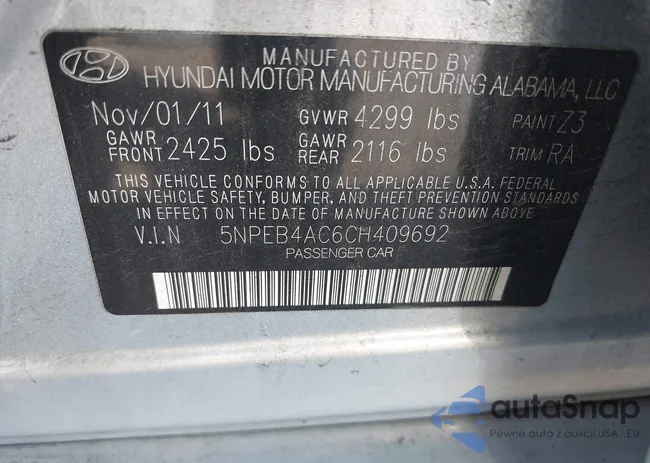 MANUFACTURED BY
HYUNDAI MOTOR MANUFACTURING ALABAMA, LLC
Nov/01/11 GVWR 4299 lbs PAINT Z3
GAWR FRONT 2425 lbs GAWR REAR 2116 lbs TRIM RA
THIS VEHICLE CONFORMS TO ALL APPLICABLE U.S.A. FEDERAL
MOTOR VEHICLE SAFETY, BUMPER, AND THEFT PREVENTION STANDARDS
IN EFFECT ON THE DATE OF MANUFACTURE SHOWN ABOVE
V.I.N 5NPEB4AC6CH409692
PASSENGER CAR
autoSnap
Pewne auto z aukcji USA - EU